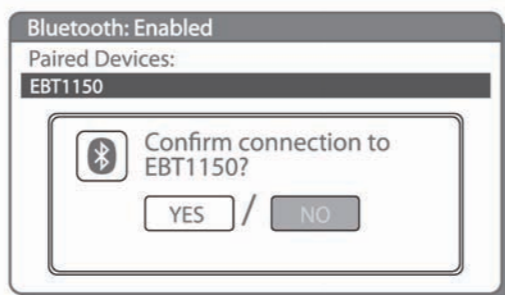 Bluetooth: Enabled
Paired Devices:
EBT1150
Confirm connection to
EBT1150?
YES / NO